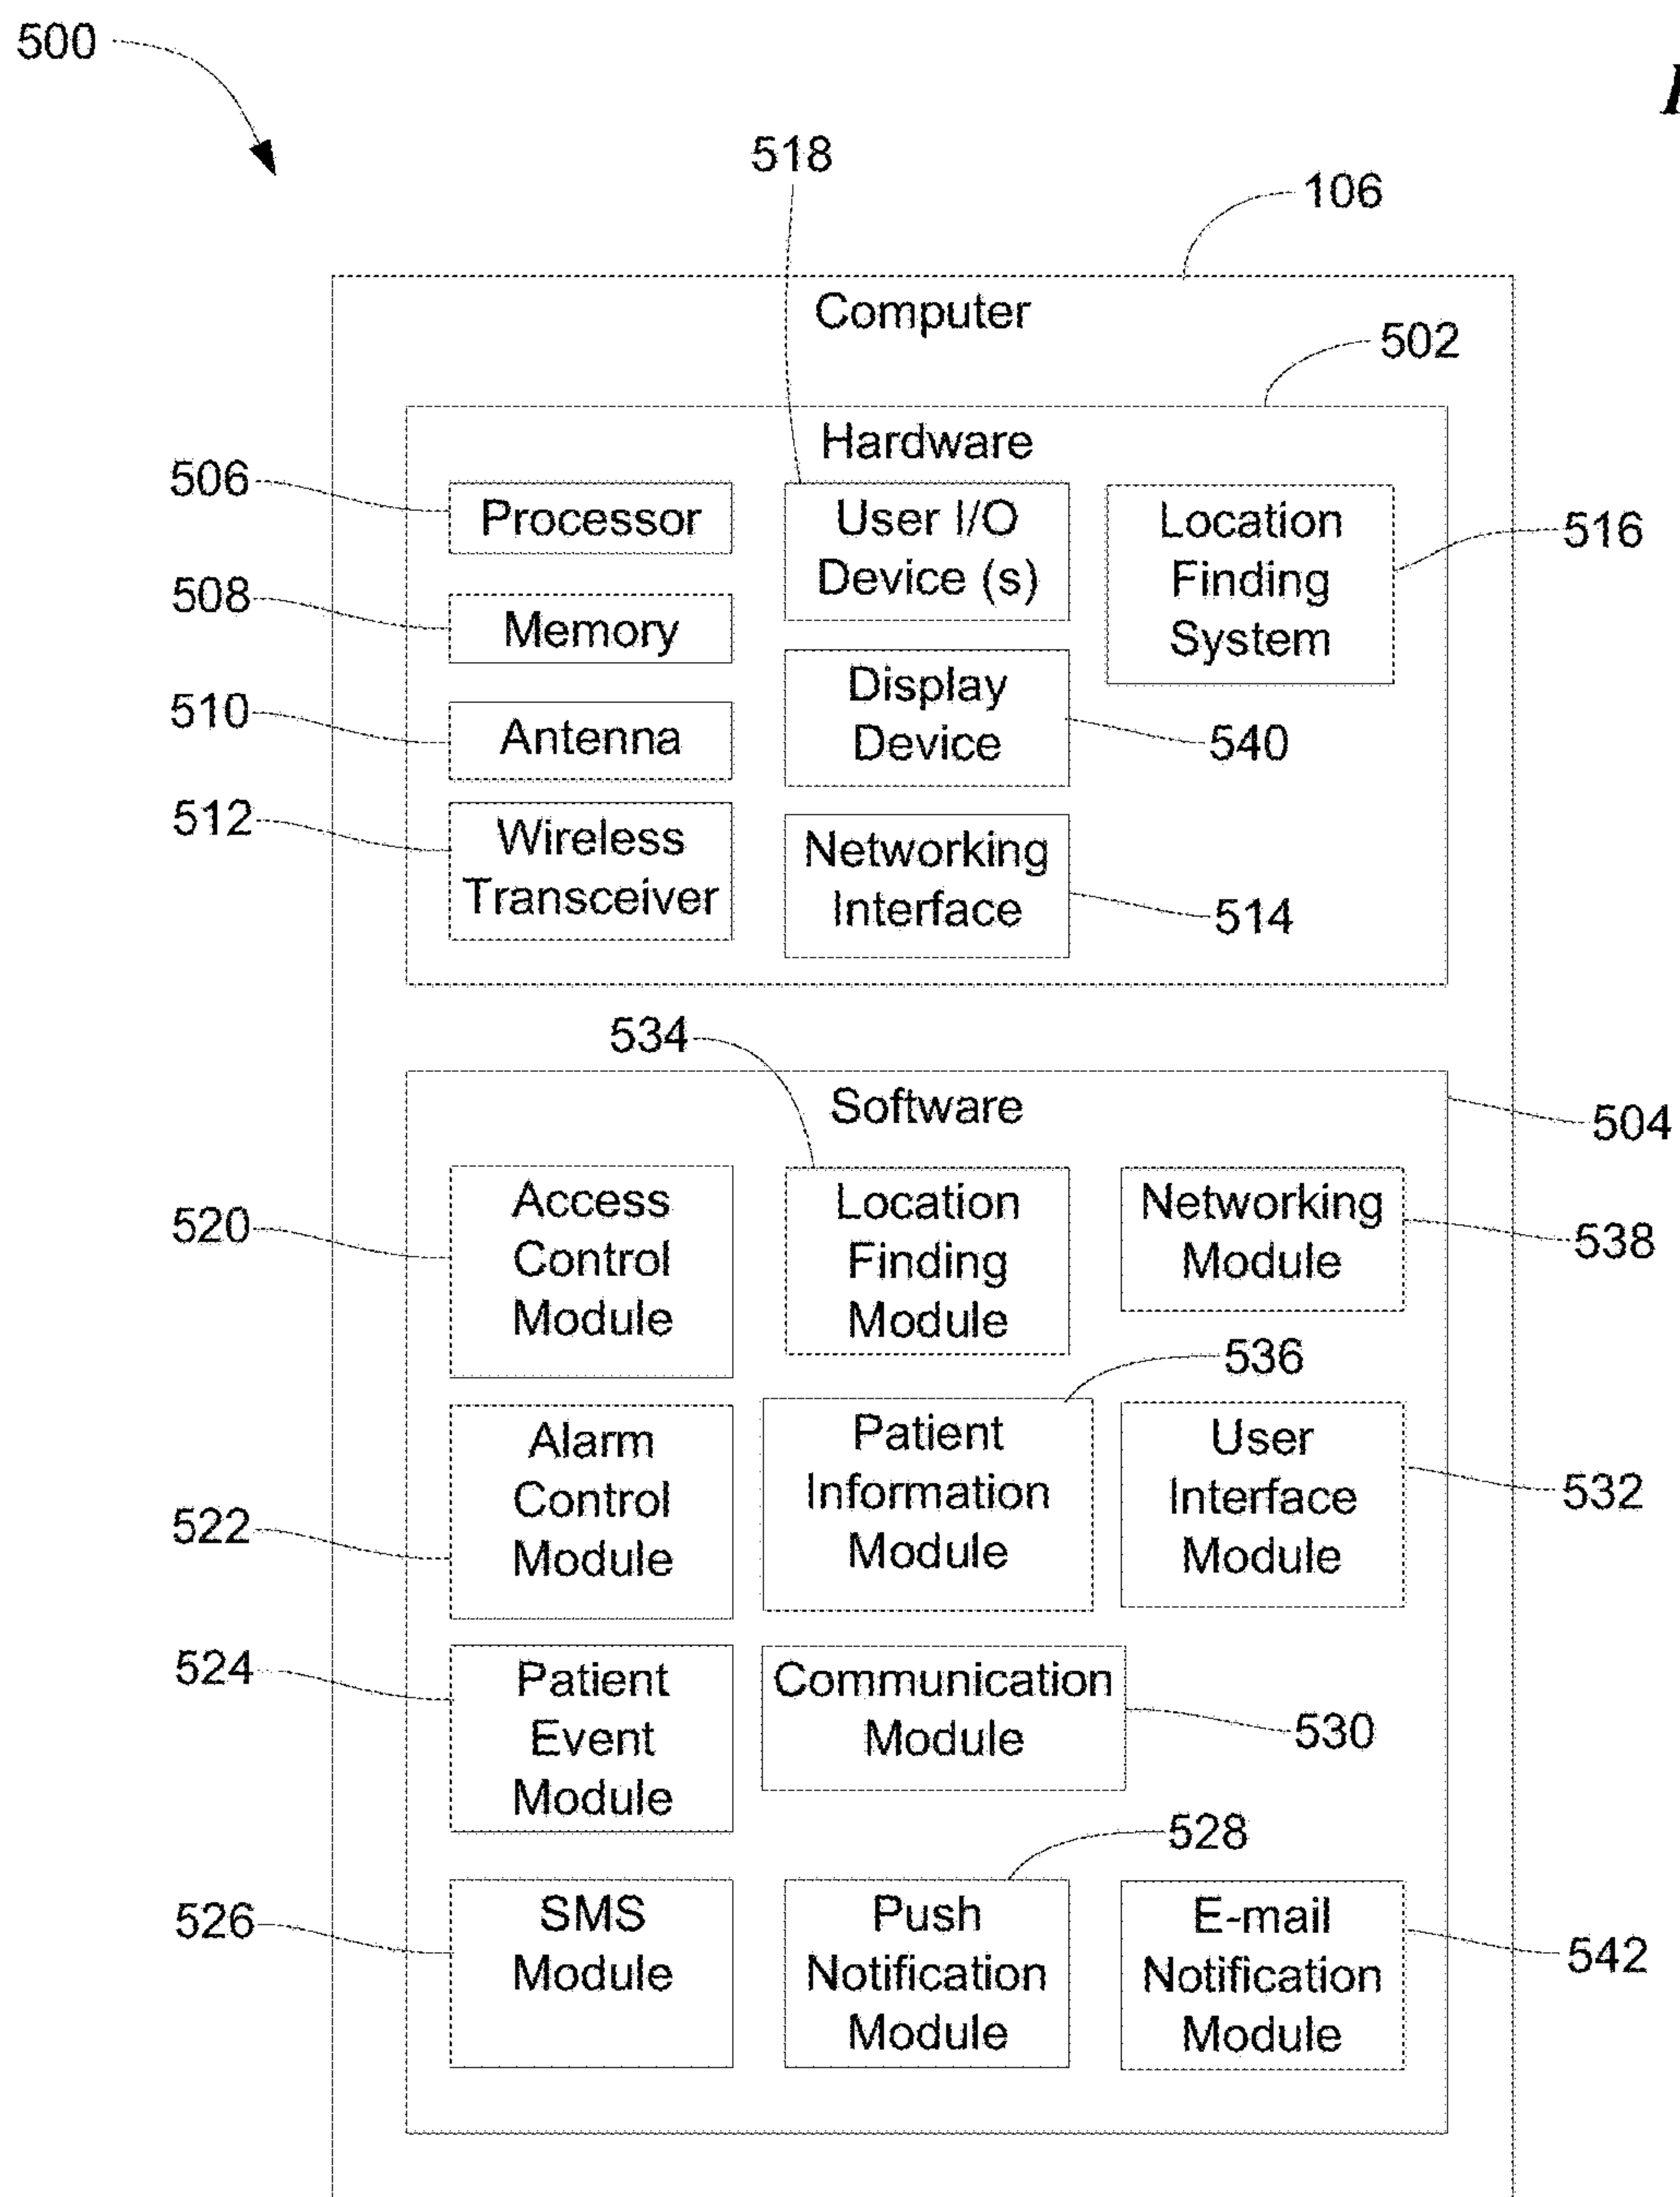 500
518
106
Computer
502
Hardware
506
Processor
User I/O
Device (s)
Location
Finding
System
516
508
Memory
510
Antenna
Display
Device
540
512
Wireless
Transceiver
Networking
Interface
514
534
Software
504
520
Access
Control
Module
Location
Finding
Module
Networking
Module
538
536
522
Alarm
Control
Module
Patient
Information
Module
User
Interface
Module
532
524
Patient
Event
Module
Communication
Module
530
528
526
SMS
Module
Push
Notification
Module
E-mail
Notification
Module
542